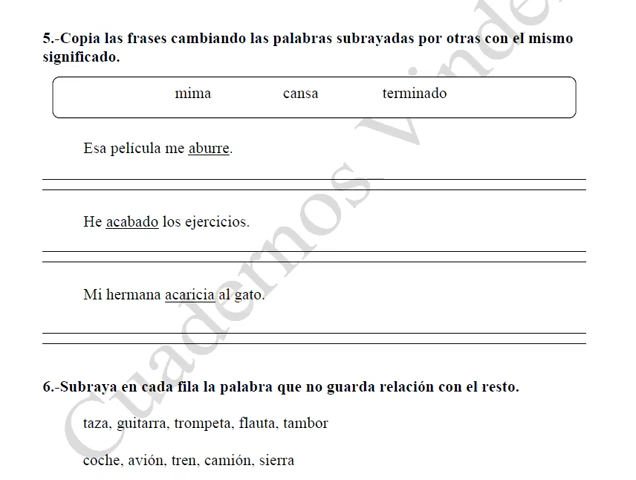 5.-Copia las frases cambiando las palabras subrayadas por otras con el mismo
significado.
mima cansa terminado
Esa película me aburre.
He acabado los ejercicios.
Mi hermana acaricia al gato.
6.-Subraya en cada fila la palabra que no guarda relación con el resto.
taza, guitarra, trompeta, flauta, tambor
coche, avión, tren, camión, sierra
Cuadernos Vinde